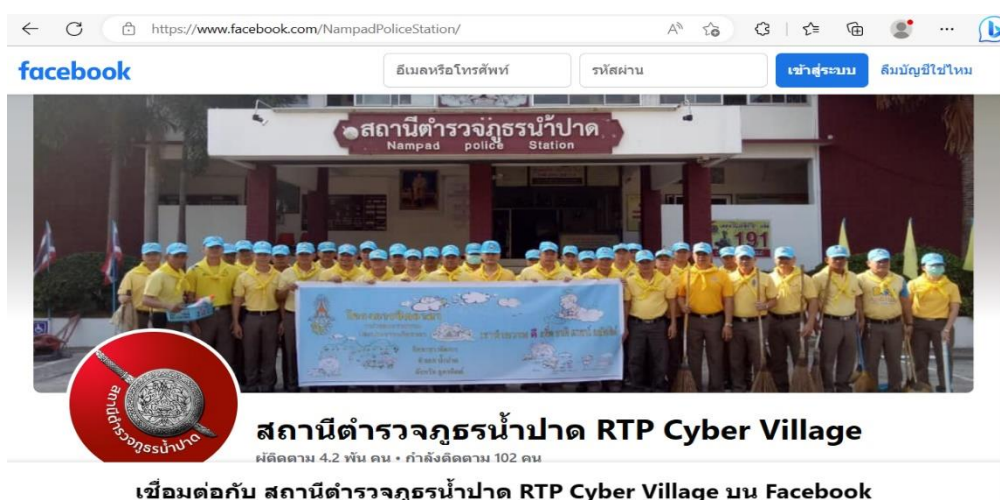 https://www.facebook.com/NampadPoliceStation/
facebook
อีเมลหรือโทรศัพท์
รหัสผ่าน
เข้าสู่ระบบ
ลืมบัญชีใช่ไหม
สถานีตำรวจภูธรน้ำปาด
Nampad police Station
191
สถานีตำรวจภูธรน้ำปาด
สถานีตำรวจภูธรน้ำปาด RTP Cyber Village
ผู้ติดตาม 4.2 พัน คน • กำลังติดตาม 102 คน
เชื่อมต่อกับ สถานีตำรวจภูธรน้ำปาด RTP Cyber Village บน Facebook